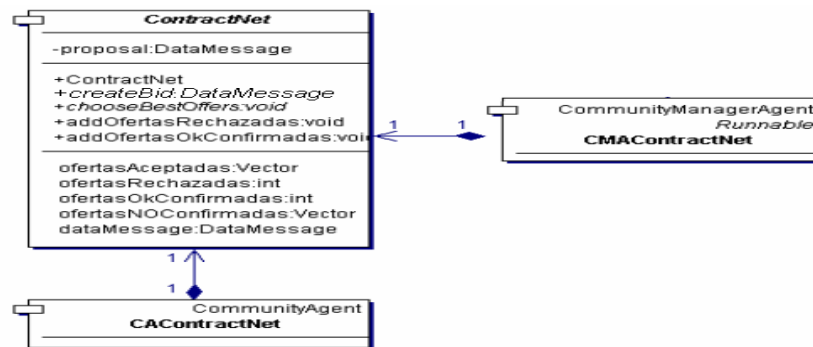 ContractNet
-proposal:DataMessage
+ContractNet
+createBid:DataMessage
+chooseBestOffers:void
+addOfertasRechazadas:void
+addOfertasOkConfirmadas:void
ofertasAceptadas:Vector
ofertasRechazadas:int
ofertasOkConfirmadas:int
ofertasNOConfirmadas:Vector
dataMessage:DataMessage
1
1
CommunityManagerAgent
Runnable
CMAContractNet
1
1
CommunityAgent
CAContractNet